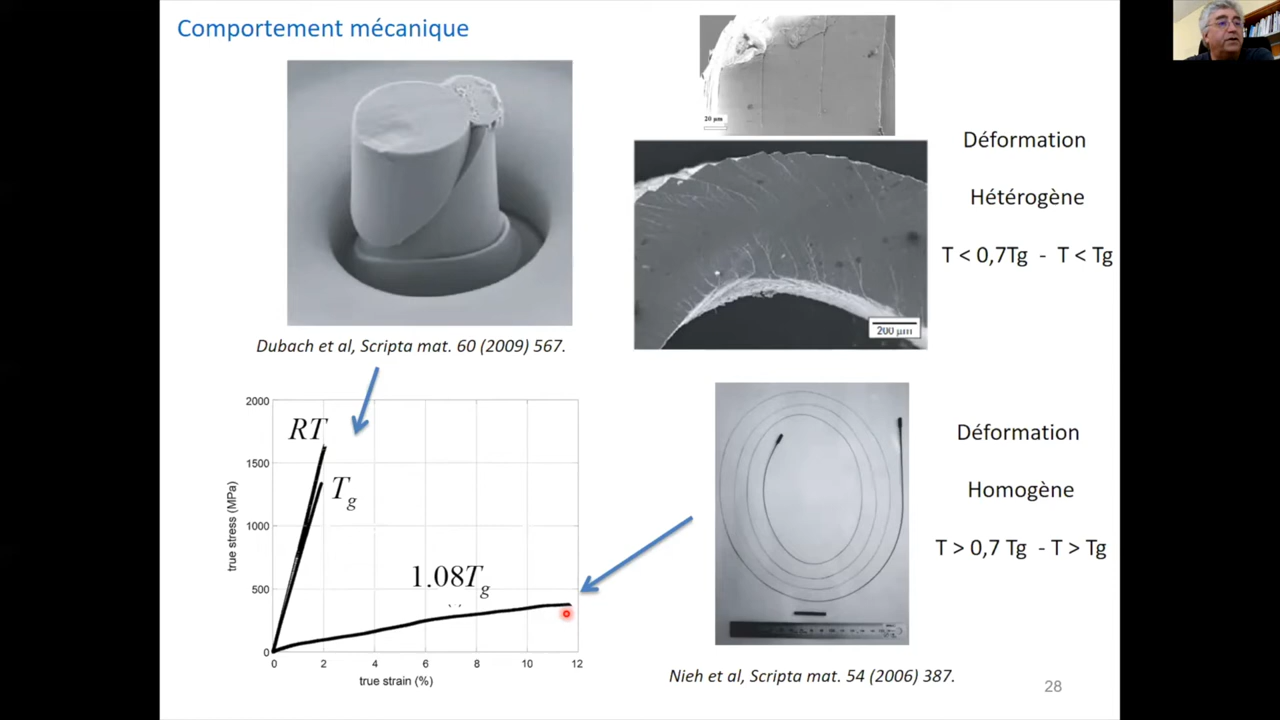 Comportement mécanique
20 µm
Déformation
Hétérogène
T < 0,7Tg - T < Tg
200 µm
Dubach et al, Scripta mat. 60 (2009) 567.
2000
RT
1500
Tg
1000
1.08Tg
500
0
0 2 4 6 8 10 12
true stress (MPa)
true strain (%)
Déformation
Homogène
T > 0,7 Tg - T > Tg
Nieh et al, Scripta mat. 54 (2006) 387.
28